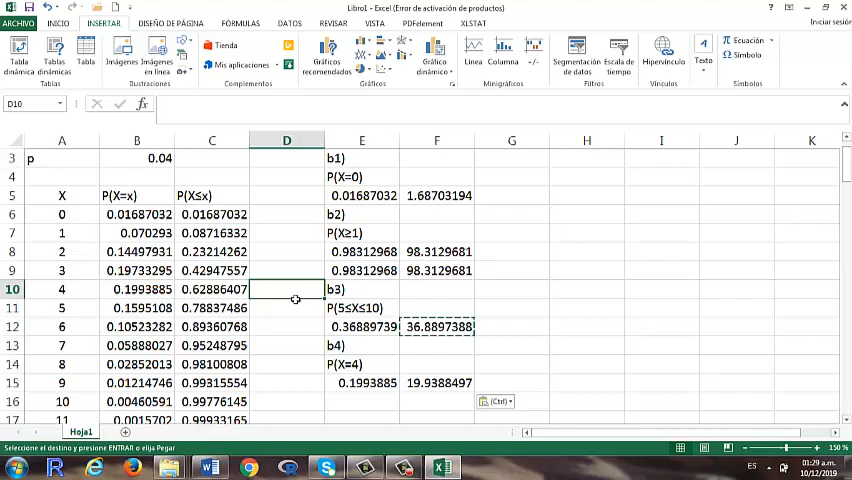 Libro1 - Excel (Error de activación de productos)
ARCHIVO INICIO INSERTAR DISEÑO DE PÁGINA FÓRMULAS DATOS REVISAR VISTA PDFelement XLSTAT Iniciar sesión
Tabla dinámica
Tablas dinámicas
Tabla
Tablas
Imágenes
Imágenes en línea
Ilustraciones
Tienda
Mis aplicaciones
Complementos
Gráficos recomendados
Gráfico dinámico
Gráficos
Línea
Columna
+/-
Minigráficos
Segmentación de datos
Escala de tiempo
Filtros
Hipervínculo
Vínculos
Texto
Ecuación
Símbolo
Símbolos
D10 fx
A B C D E F G H I J K
3 p 0.04 b1)
4 P(X=0)
5 X P(X=x) P(X≤x) 0.01687032 1.68703194
6 0 0.01687032 0.01687032 b2)
7 1 0.070293 0.08716332 P(X≥1)
8 2 0.14497931 0.23214262 0.98312968 98.3129681
9 3 0.19733295 0.42947557 0.98312968 98.3129681
10 4 0.1993885 0.62886407 b3)
11 5 0.1595108 0.78837486 P(5≤X≤10)
12 6 0.10523282 0.89360768 0.36889739 36.8897388
13 7 0.05888027 0.95248795 b4)
14 8 0.02852013 0.98100808 P(X=4)
15 9 0.01214746 0.99315554 0.1993885 19.9388497
16 10 0.00460591 0.99776145 (Ctrl)
17 11 0.0015702 0.99933165
Hoja1
Seleccione el destino y presione ENTRAR o elija Pegar 150 %
ES 01:29 a.m.
10/12/2019